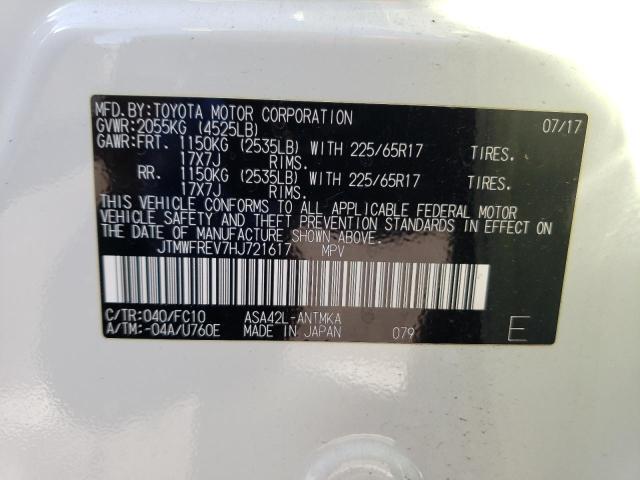 MFD.BY:TOYOTA MOTOR CORPORATION 07/17
GVWR:2055KG (4525LB)
GAWR:FRT. 1150KG (2535LB) WITH 225/65R17 TIRES.
17X7J RIMS.
RR. 1150KG (2535LB) WITH 225/65R17 TIRES.
17X7J RIMS.
THIS VEHICLE CONFORMS TO ALL APPLICABLE FEDERAL MOTOR
VEHICLE SAFETY AND THEFT PREVENTION STANDARDS IN EFFECT ON
THE DATE OF MANUFACTURE SHOWN ABOVE.
JTMWFREV7HJ721617 MPV
C/TR:040/FC10 ASA42L-ANTMKA
A/TM:-04A/U760E MADE IN JAPAN 079 E